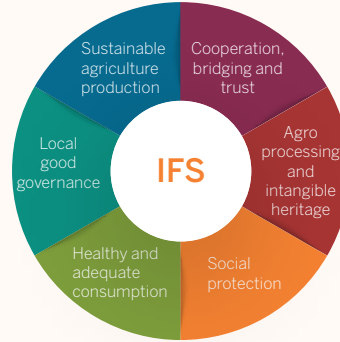 Sustainable
agriculture
production
Cooperation,
bridging and
trust
Agro
processing
and
intangible
heritage
Social
protection
Healthy and
adequate
consumption
Local
good
governance
IFS